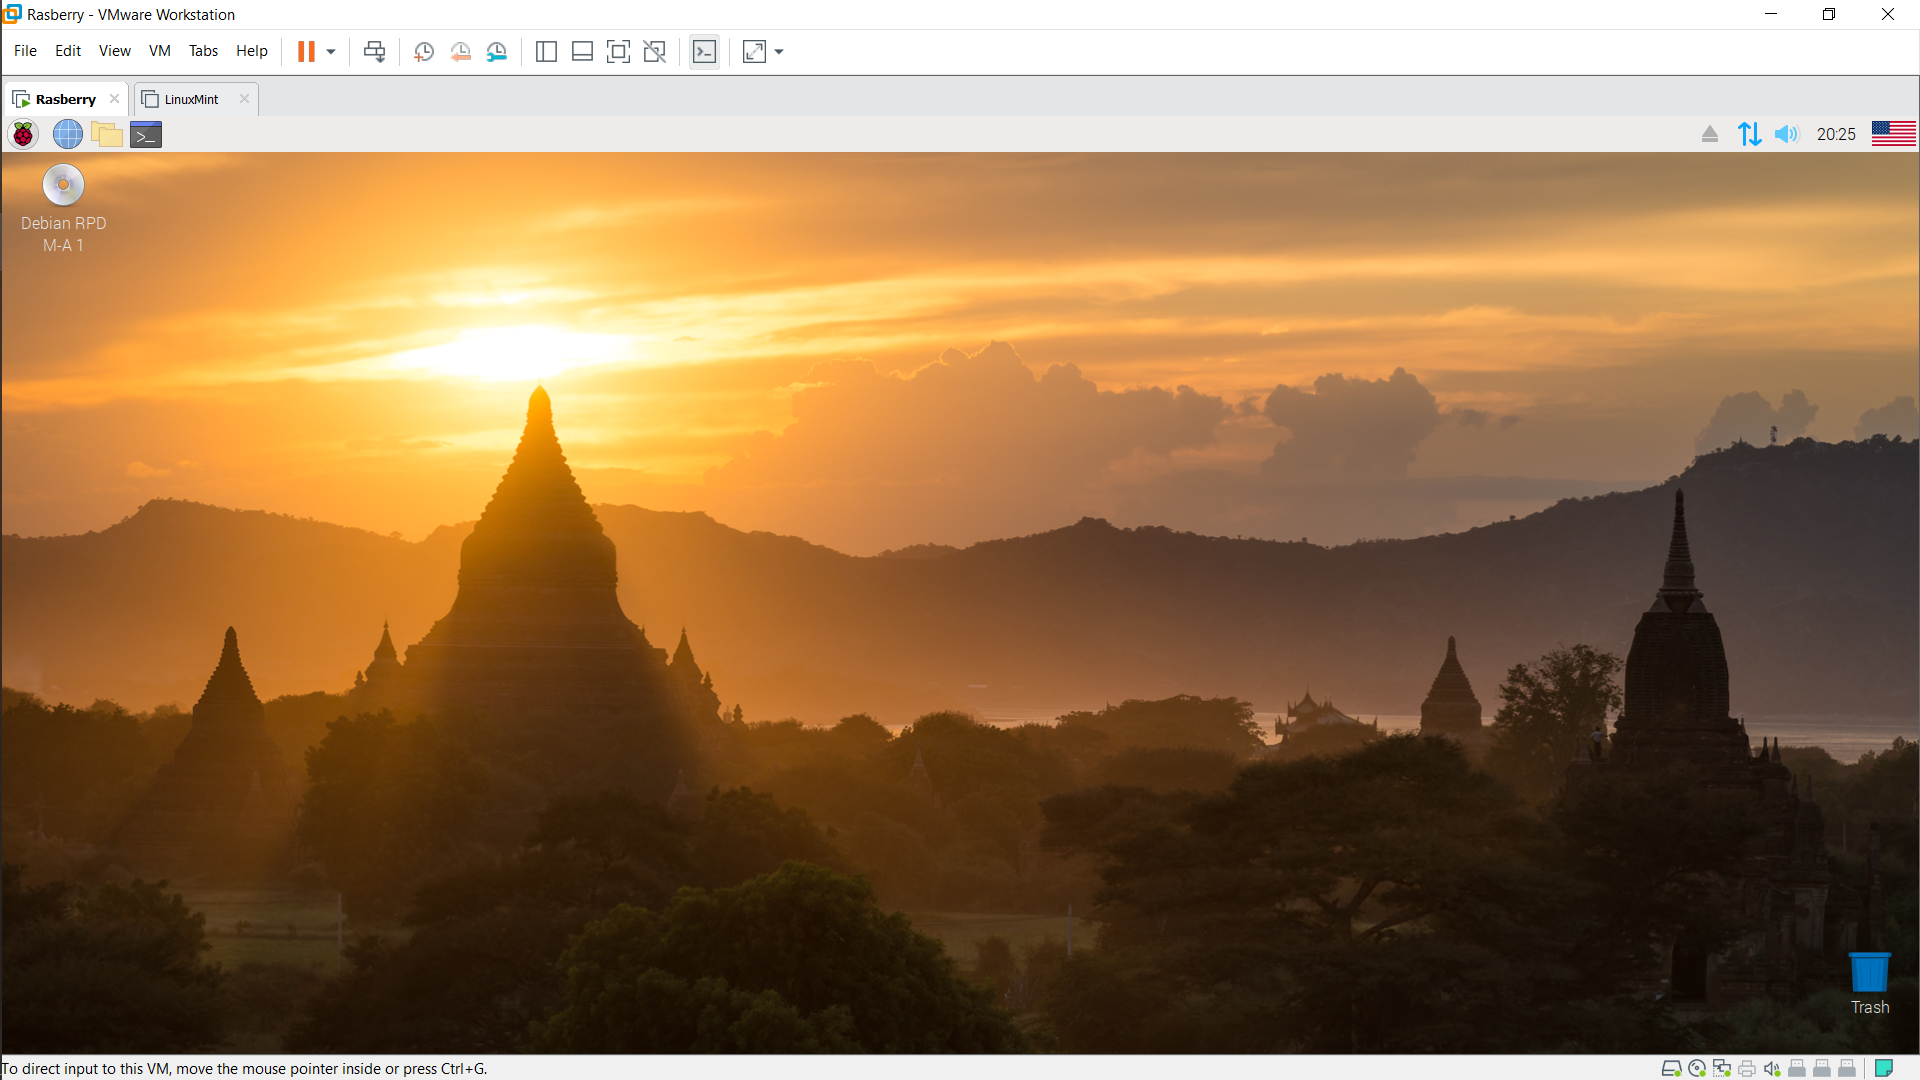 Rasberry - VMware Workstation
File Edit View VM Tabs Help
Rasberry LinuxMint
20:25
Debian RPD
M-A 1
Trash
To direct input to this VM, move the mouse pointer inside or press Ctrl+G.